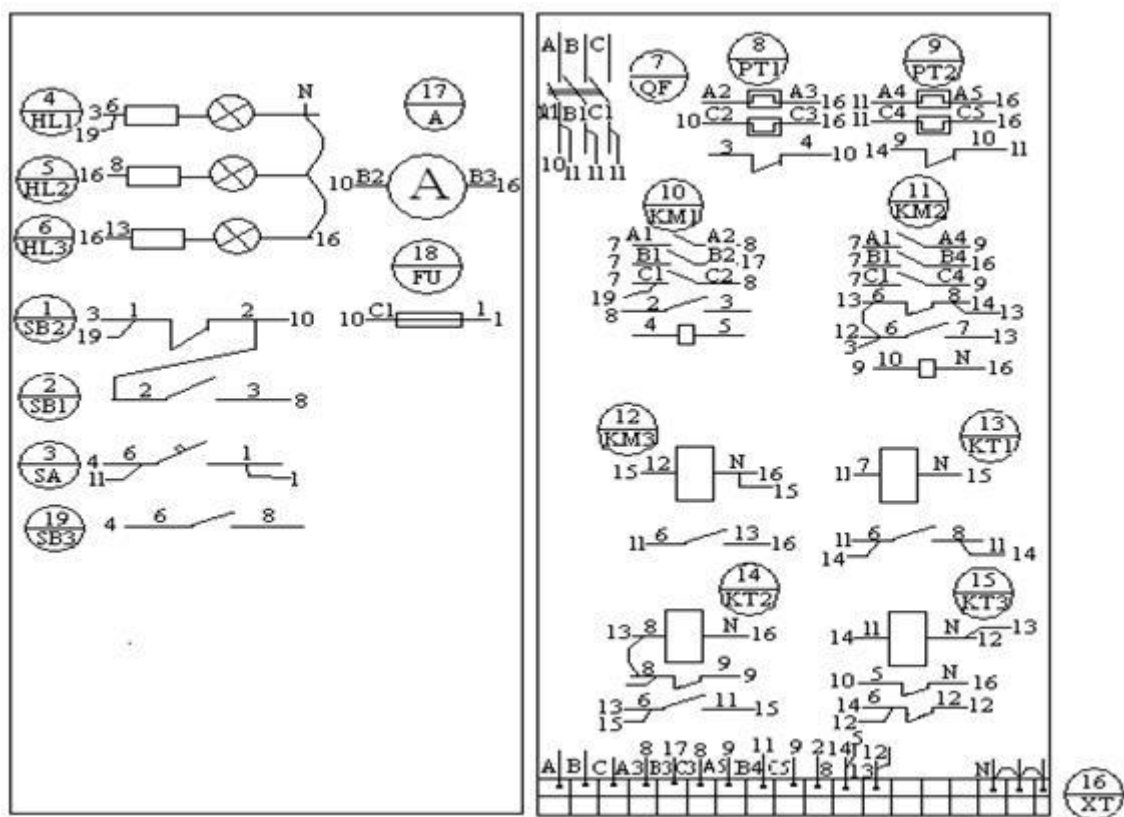 4
HL1
3 6
19
N
17
A
5
HL2
16 8
10 B2 A B3 16
6
HL3
16 13
16
18
FU
1
SB2
3 1 2 10
19
10 C1 1 1
2
SB1
2 3 8
3
SA
4 6 1
11 1
19
SB3
4 6 8
A B C
7
QF
8
PT1
9
PT2
A2 A3 16
11 A4 A5 16
10 C2 C3 16
11 C4 C5 16
B1 C1
10 11 11 11
3 4 10
14 9 10 11
10
KM1
11
KM2
7 A1 A2 8
7 B1 B2 17
7 C1 C2 8
19
8 2 3
4 5
7 A1 A4 9
7 B1 B4 16
7 C1 C4 9
13 6 8 14 13
12 6 7 13
3
9 10 N 16
12
KM3
13
KT1
15 12 N 16
15
11 7 N 15
11 6 13 16
11 6 8 11
14 14
14
KT2
15
KT3
13 8 N 16
14 11 N 12 13
8 9 9
10 5 N 16
13 6 11 15
15
14 6 12 12
12
8 17 8 9 11 9 2 14 5 12
A B C A3 B3 C3 A5 B4 C5 8 13 N
16
XT